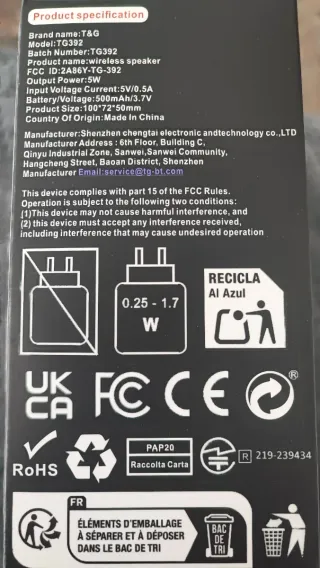 Product specification
Brand name:T&G
Model:TG392
Batch Number:TG392
Product name:wireless speaker
FCC ID:2A86Y-TG-392
Output Power:5W
Input Voltage Current:5V/0.5A
Battery/Voltage:500mAh/3.7V
Product Size:100*72*50mm
Country Of Origin:Made In China
Manufacturer:Shenzhen chengtai electronic andtechnology co.,LTD
Manufacturer Address : 6th Floor, Building C,
Qinyu Industrial Zone, Sanwei,Sanwei Community,
Hangcheng Street, Baoan District, Shenzhen
Manufacturer Email:service@tg-bt.com
This device complies with part 15 of the FCC Rules.
Operation is subject to the following two conditions:
(1)This device may not cause harmful interference, and
(2) this device must accept any interference received,
including interference that may cause undesired operation
0.25 - 1.7
W
RECICLA
Al Azul
UK
CA
FC
CE
®
RoHS
PAP20
Raccolta Carta
R 219-239434
FR
ÉLÉMENTS D'EMBALLAGE
À SÉPARER ET À DÉPOSER
DANS LE BAC DE TRI
BAC
DE
TRI